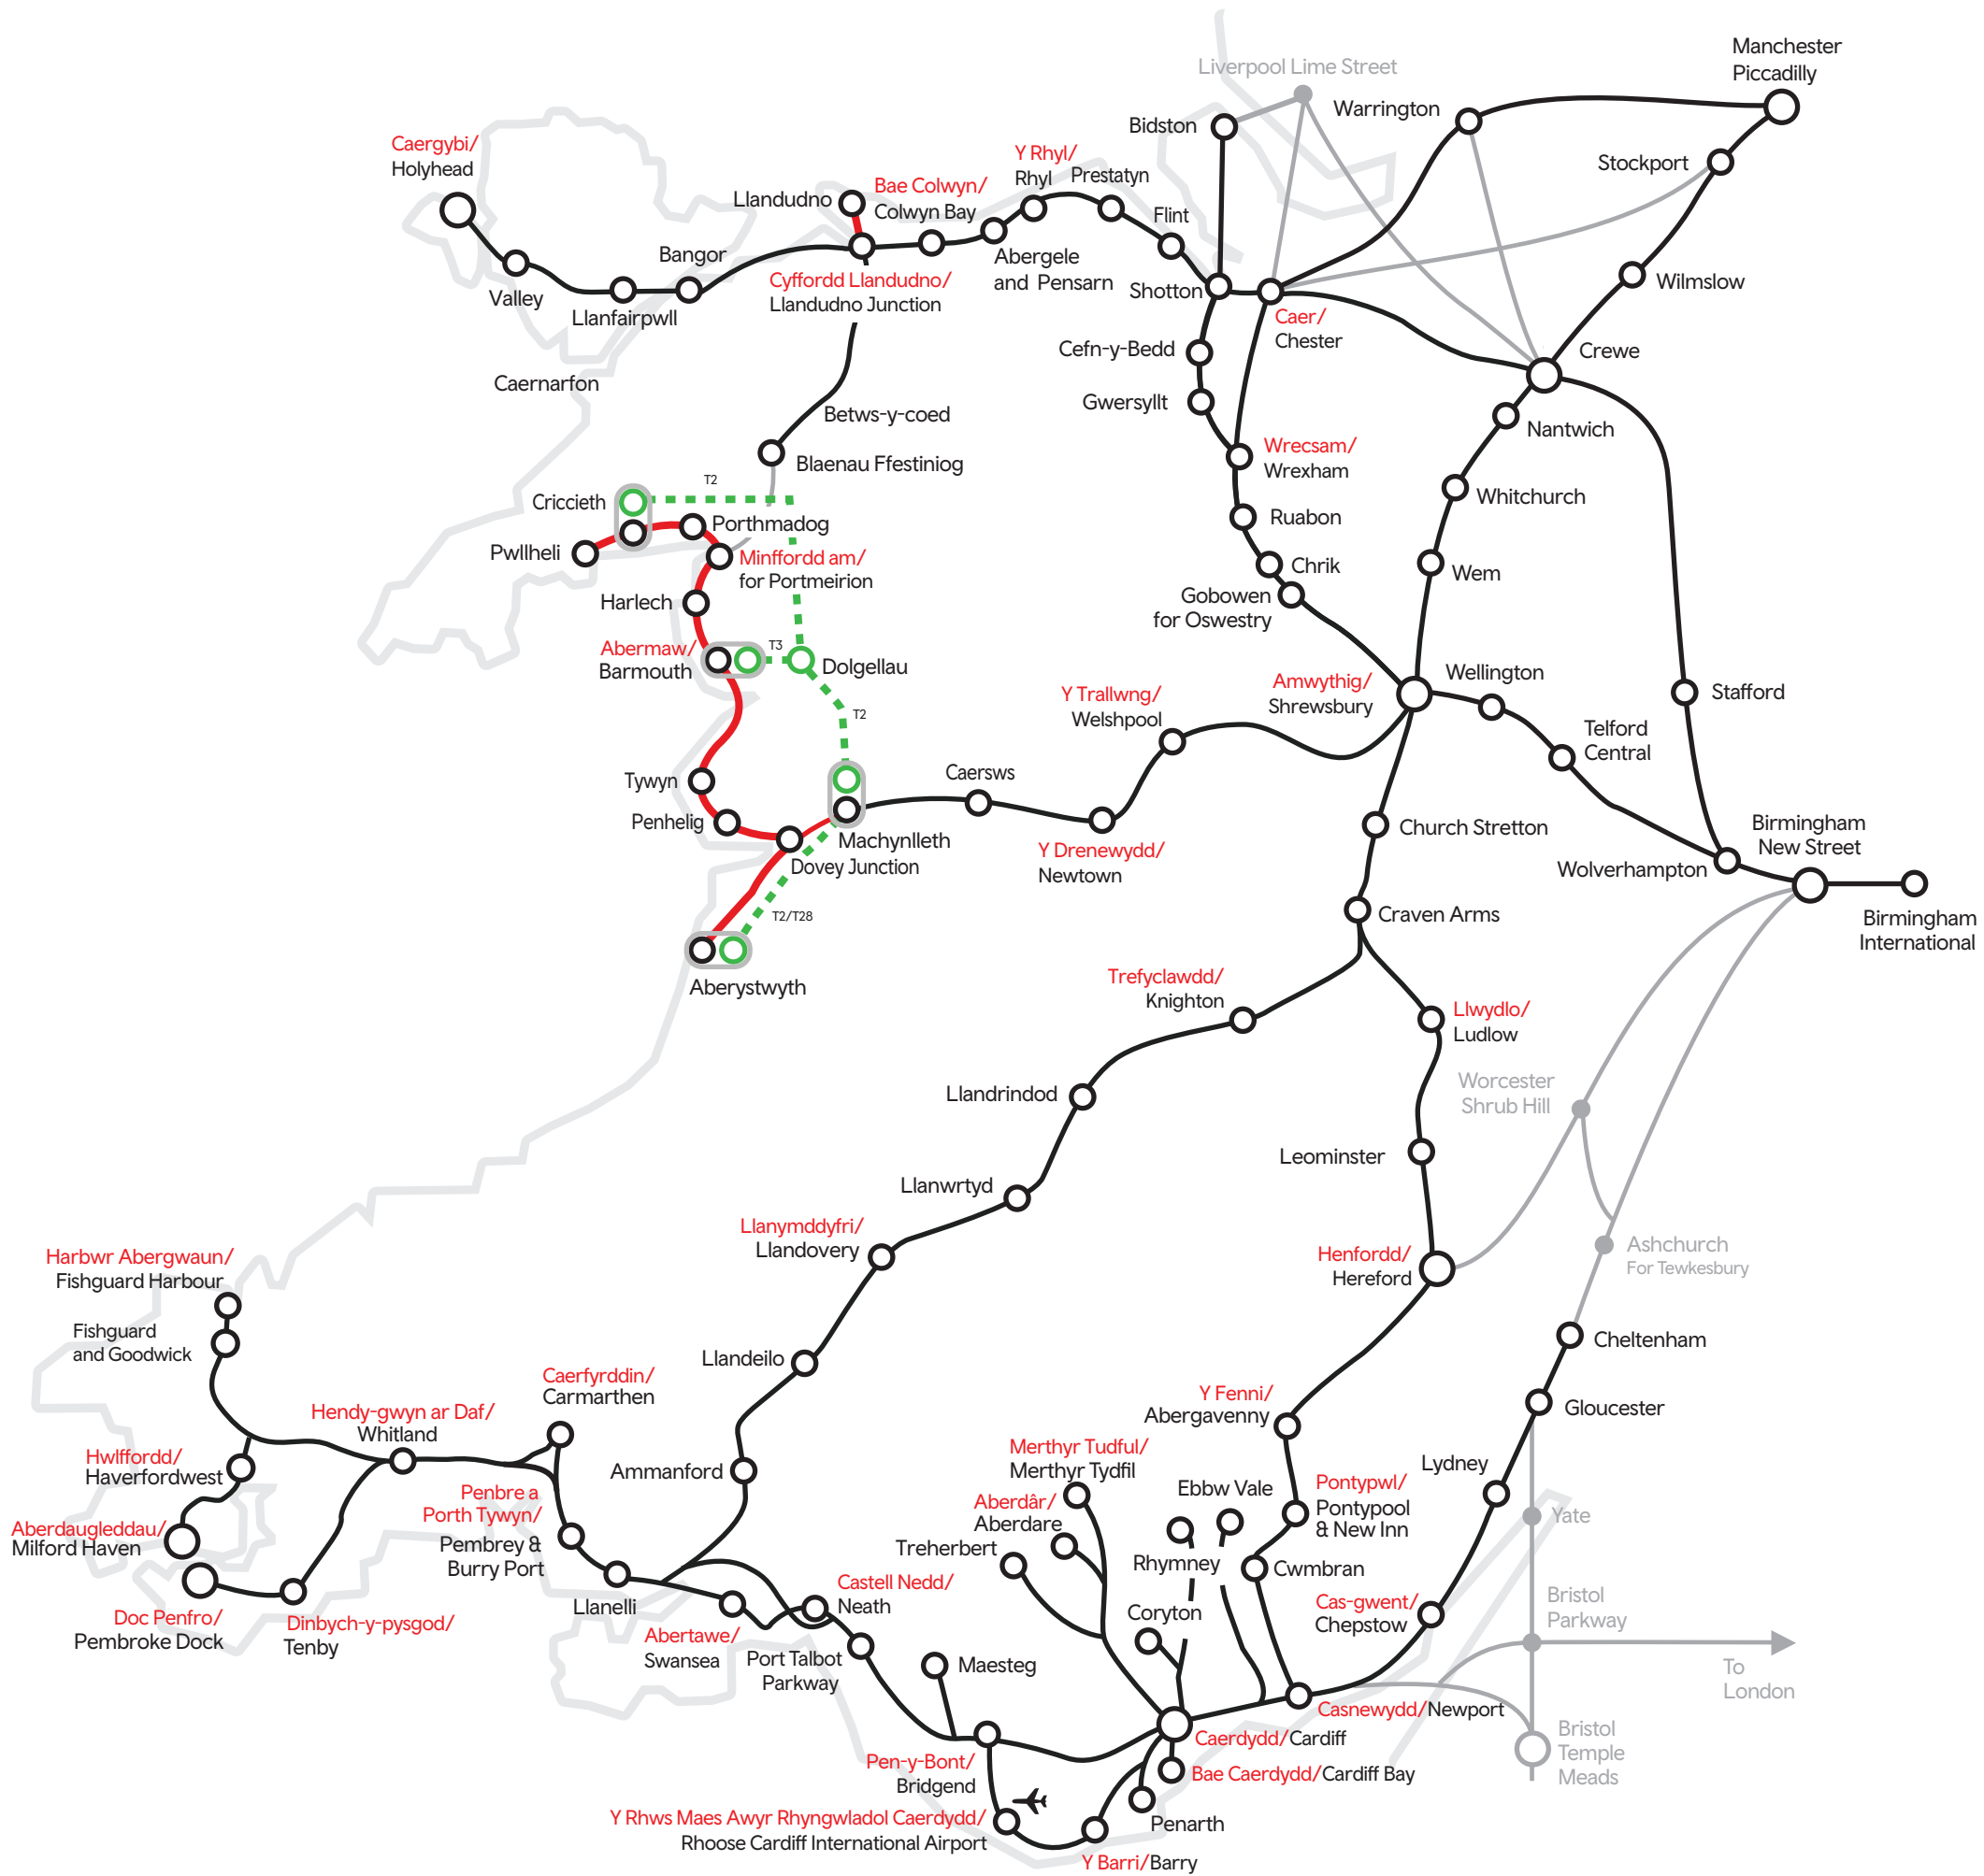 Manchester
Piccadilly
Liverpool Lime Street
Warrington
Bidston
Stockport
Caergybi/
Holyhead
Y Rhyl/
Rhyl
Prestatyn
Llandudno
Bae Colwyn/
Colwyn Bay
Flint
Bangor
Abergele
and Pensarn
Valley
Llanfairpwll
Cyffordd Llandudno/
Llandudno Junction
Shotton
Wilmslow
Caer/
Chester
Cefn-y-Bedd
Crewe
Caernarfon
Gwersyllt
Betws-y-coed
Nantwich
Blaenau Ffestiniog
Wrecsam/
Wrexham
T2
Criccieth
Whitchurch
Porthmadog
Ruabon
Pwllheli
Minffordd am/
for Portmeirion
Chrik
Wem
Harlech
Gobowen
for Oswestry
Abermaw/
Barmouth
T3
Dolgellau
Wellington
Amwythig/
Shrewsbury
Y Trallwng/
Welshpool
Stafford
T2
Telford
Central
Tywyn
Caersws
Penhelig
Machynlleth
Dovey Junction
Church Stretton
Birmingham
New Street
Y Drenewydd/
Newtown
Wolverhampton
T2/T28
Craven Arms
Birmingham
International
Aberystwyth
Trefyclawdd/
Knighton
Llwydlo/
Ludlow
Llandrindod
Worcester
Shrub Hill
Leominster
Llanwrtyd
Llanymddyfri/
Llandovery
Harbwr Abergwaun/
Fishguard Harbour
Henfordd/
Hereford
Ashchurch
For Tewkesbury
Fishguard
and Goodwick
Llandeilo
Cheltenham
Caerfyrddin/
Carmarthen
Y Fenni/
Abergavenny
Gloucester
Hendy-gwyn ar Daf/
Whitland
Hwlffordd/
Haverfordwest
Ammanford
Merthyr Tudful/
Merthyr Tydfil
Lydney
Ebbw Vale
Pontypwl/
Pontypool
& New Inn
Penbre a
Porth Tywyn/
Pembrey &
Burry Port
Aberdâr/
Aberdare
Yate
Aberdaugleddau/
Milford Haven
Treherbert
Rhymney
Cwmbran
Castell Nedd/
Neath
Llanelli
Coryton
Cas-gwent/
Chepstow
Bristol
Parkway
Doc Penfro/
Pembroke Dock
Dinbych-y-pysgod/
Tenby
Abertawe/
Swansea
Port Talbot
Parkway
Maesteg
To
London
Casnewydd/Newport
Caerdydd/Cardiff
Bristol
Temple
Meads
Pen-y-Bont/
Bridgend
Bae Caerdydd/Cardiff Bay
Y Rhws Maes Awyr Rhyngwladol Caerdydd/
Rhoose Cardiff International Airport
Penarth
Y Barri/Barry